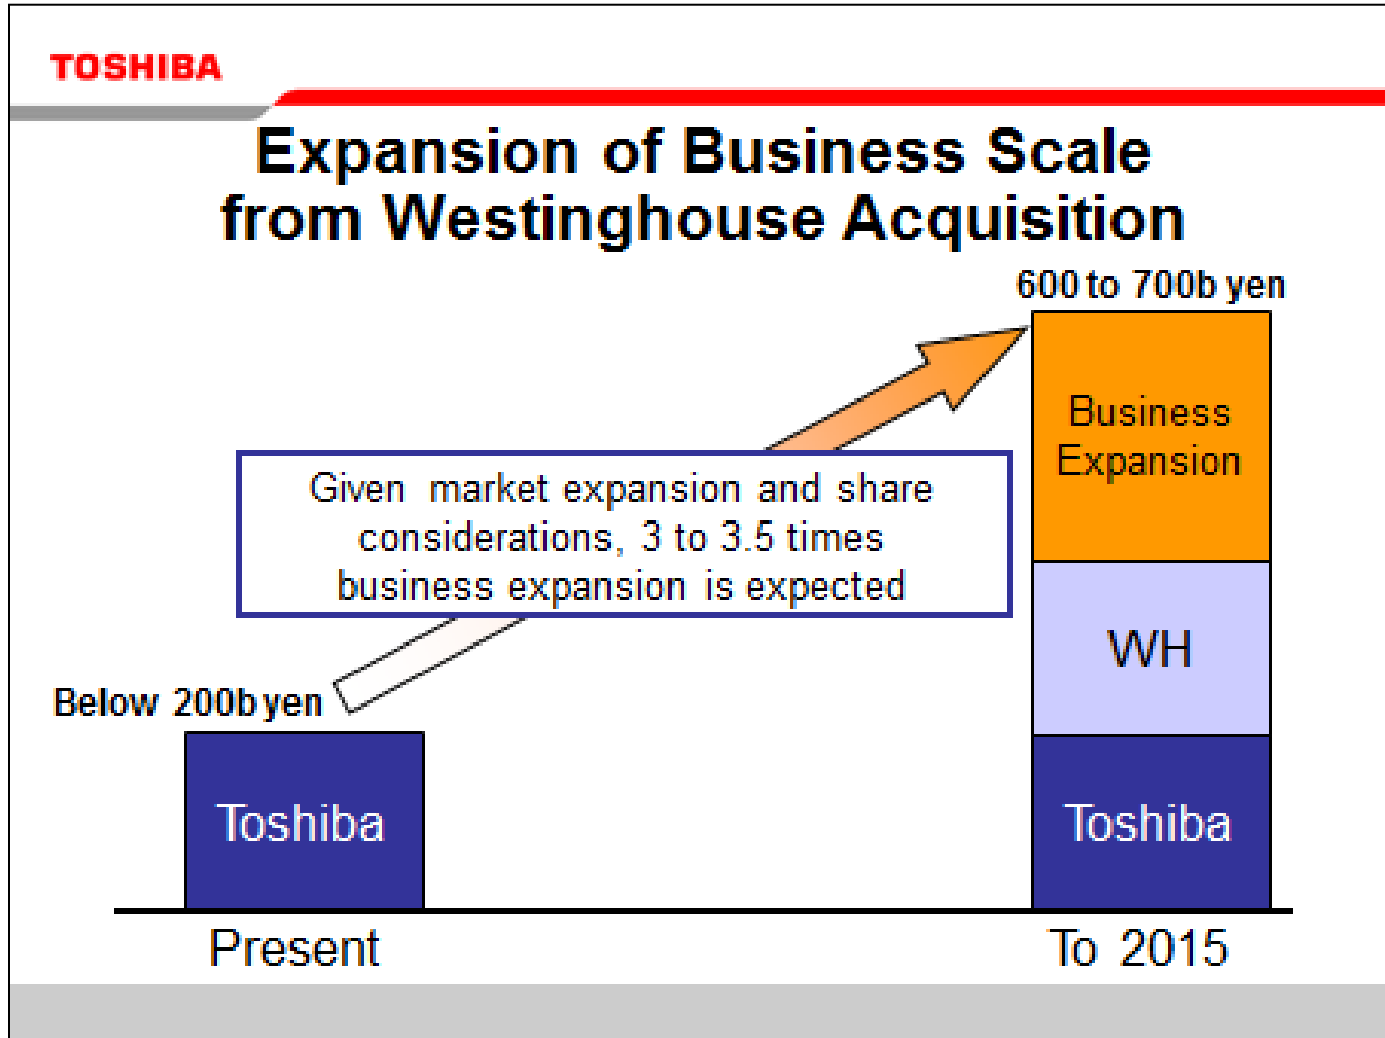 TOSHIBA
Expansion of Business Scale
from Westinghouse Acquisition
600 to 700b yen
Business
Expansion
Given market expansion and share
considerations, 3 to 3.5 times
business expansion is expected
WH
Below 200b yen
Toshiba
Toshiba
Present
To 2015